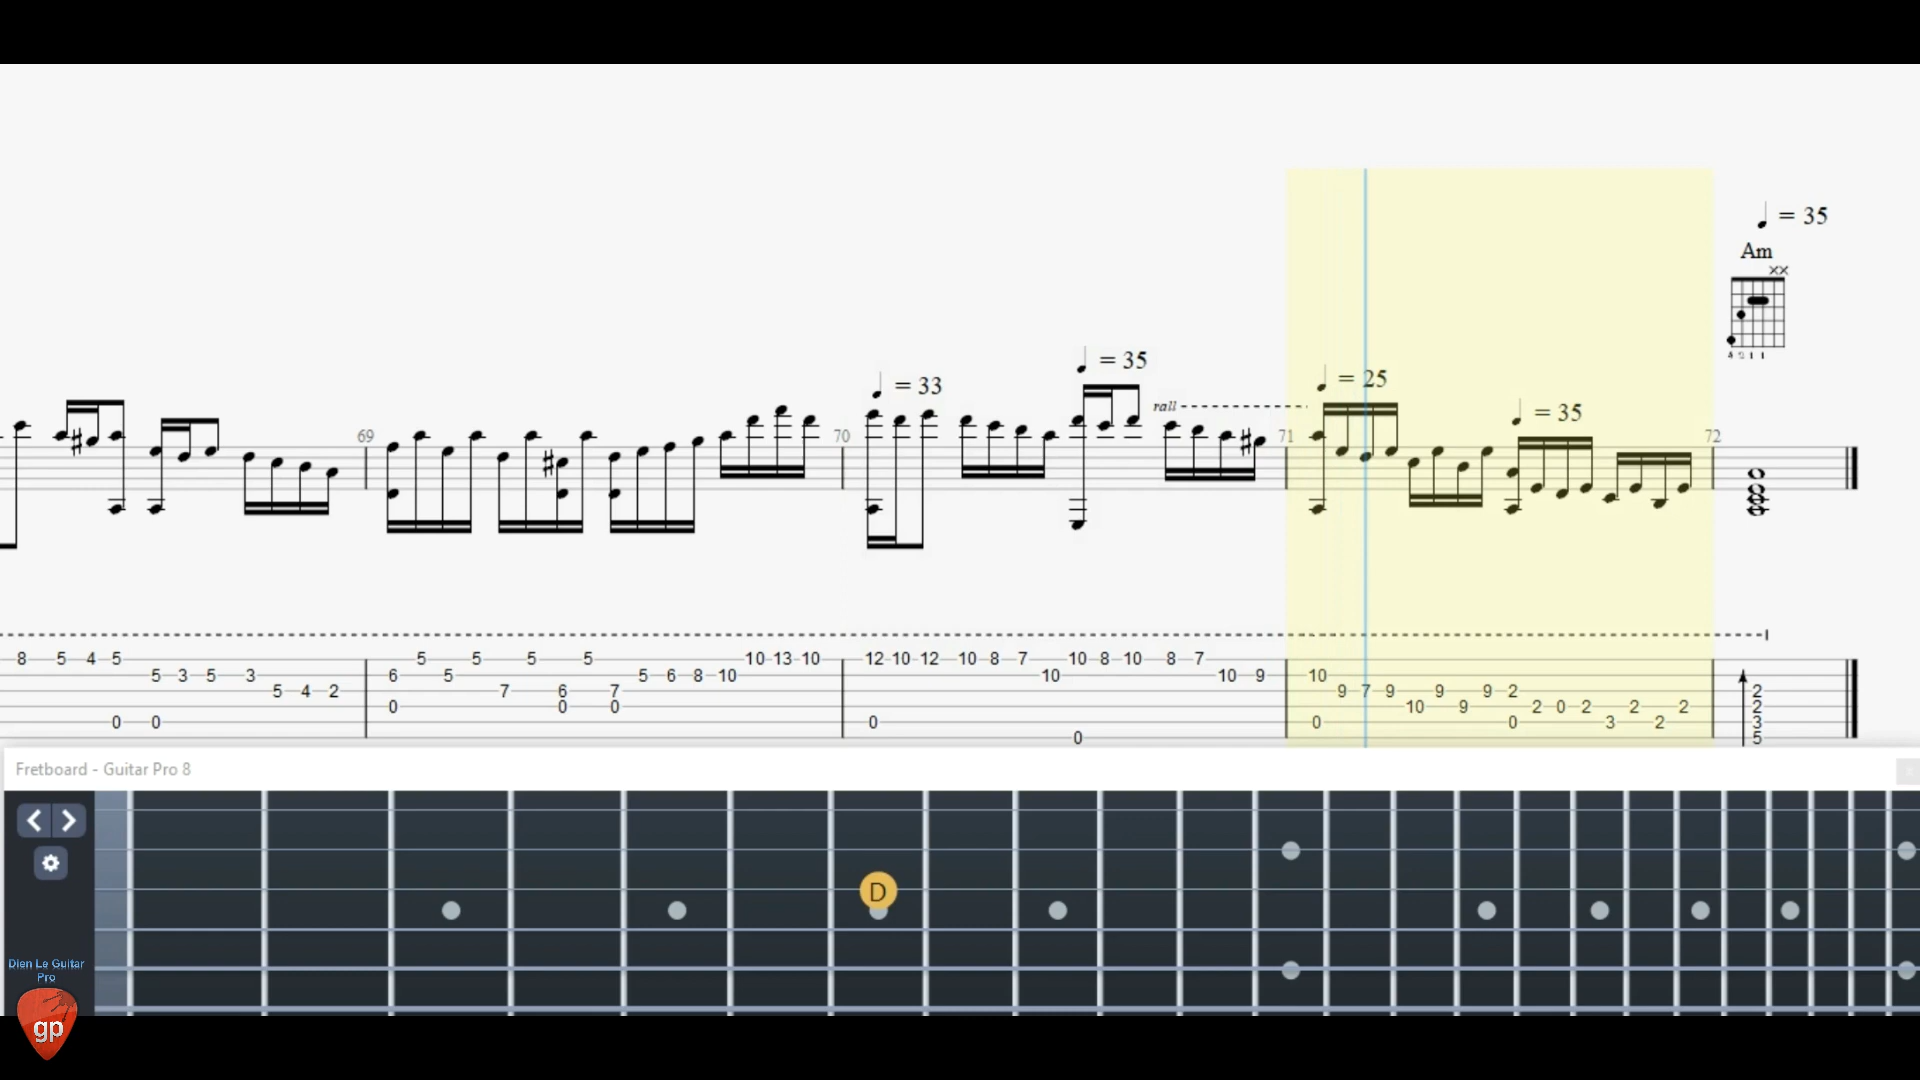 = 35
Am
xx
= 35
= 33
= 25
rall
= 35
69 70 71 72
8 5 4 5 5 5 5 5 10 13 10 12 10 12 10 8 7 10 8 10 8 7
5 3 5 3 6 5 5 6 8 10 10 10 9 10
5 4 2 7 6 7 9 7 9 9 9 2 2
0 0 0 10 9 2 0 2 2 2 2
0 0 0 0 0 3 2 3
0 5
Fretboard - Guitar Pro 8
D
Dien Le Guitar
Pro
gp